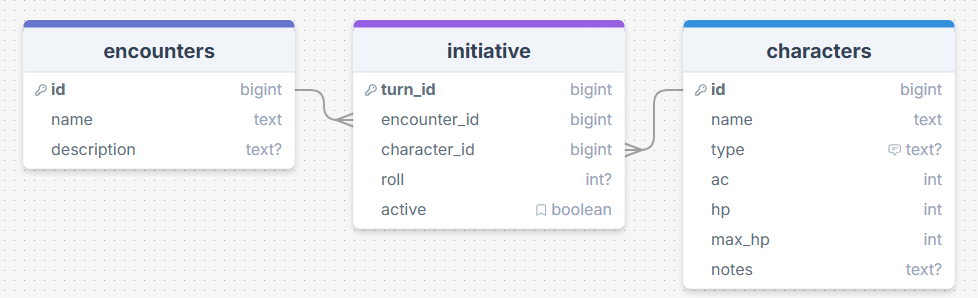 encounters
id bigint
name text
description text?
initiative
turn_id bigint
encounter_id bigint
character_id bigint
roll int?
active boolean
characters
id bigint
name text
type text?
ac int
hp int
max_hp int
notes text?